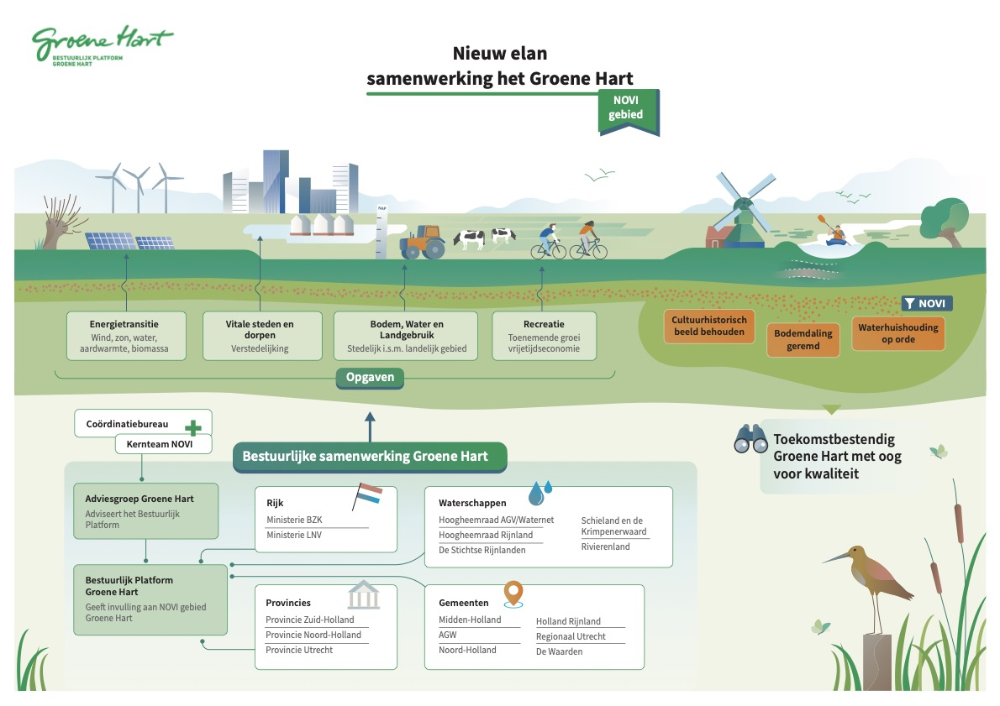 Groene Hart
BESTUURLIJK PLATFORM
GROENE HART
Nieuw elan
samenwerking het Groene Hart
NOVI
gebied
NAP
Energietransitie
Wind, zon, water,
aardwarmte, biomassa
Vitale steden en
dorpen
Verstedelijking
Bodem, Water en
Landgebruik
Stedelijk i.s.m. landelijk gebied
Recreatie
Toenemende groei
vrijetijdseconomie
Opgaven
NOVI
Cultuurhistorisch
beeld behouden
Bodemdaling
geremd
Waterhuishouding
op orde
Toekomstbestendig
Groene Hart met oog
voor kwaliteit
Coördinatiebureau
Kernteam NOVI
Bestuurlijke samenwerking Groene Hart
Adviesgroep Groene Hart
Adviseert het Bestuurlijk
Platform
Bestuurlijk Platform
Groene Hart
Geeft invulling aan NOVI gebied
Groene Hart
Rijk
Ministerie BZK
Ministerie LNV
Waterschappen
Hoogheemraad AGV/Waternet
Hoogheemraad Rijnland
De Stichtse Rijnlanden
Schieland en de
Krimpenerwaard
Rivierenland
Provincies
Provincie Zuid-Holland
Provincie Noord-Holland
Provincie Utrecht
Gemeenten
Midden-Holland
AGW
Noord-Holland
Holland Rijnland
Regionaal Utrecht
De Waarden